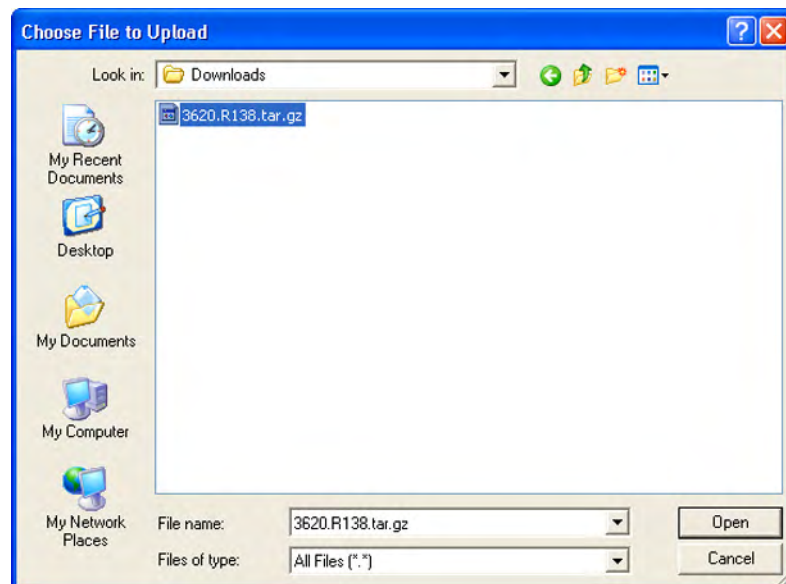 Choose File to Upload
Look in:
Downloads
3620.R138.tar.gz
My Recent
Documents
Desktop
My Documents
My Computer
My Network
Places
File name:
3620.R138.tar.gz
Open
Files of type:
All Files (*.*)
Cancel